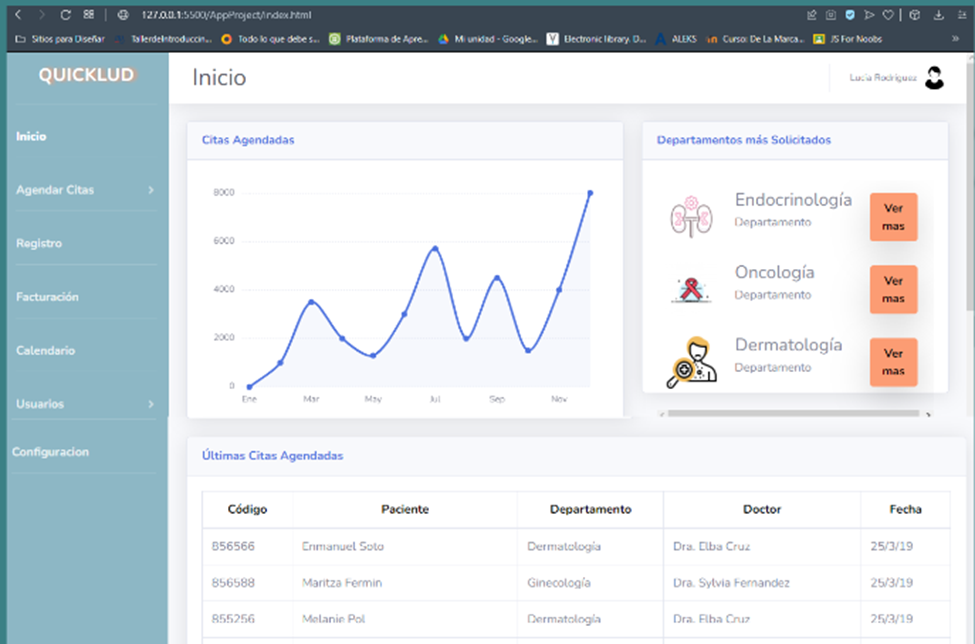 127.0.0.1:5500/AppProject/index.html
Sitios para Diseñar TallerdeIntroduccin... Todo lo que debe s... Plataforma de Apre... Mi unidad - Google... Electronic library. D... ALEKS Curso: De La Marca... JS For Noobs
QUICKLUD
Inicio
Lucia Rodriguez
Inicio
Agendar Citas
Registro
Facturación
Calendario
Usuarios
Configuracion
Citas Agendadas
8000
6000
4000
2000
0
Ene Mar May Jul Sep Nov
Departamentos más Solicitados
Endocrinología
Departamento
Ver
mas
Oncología
Departamento
Ver
mas
Dermatología
Departamento
Ver
mas
Últimas Citas Agendadas
Código Paciente Departamento Doctor Fecha
856566 Enmanuel Soto Dermatología Dra. Elba Cruz 25/3/19
856588 Maritza Fermin Ginecología Dra. Sylvia Fernandez 25/3/19
855256 Melanie Pol Dermatología Dra. Elba Cruz 25/3/19